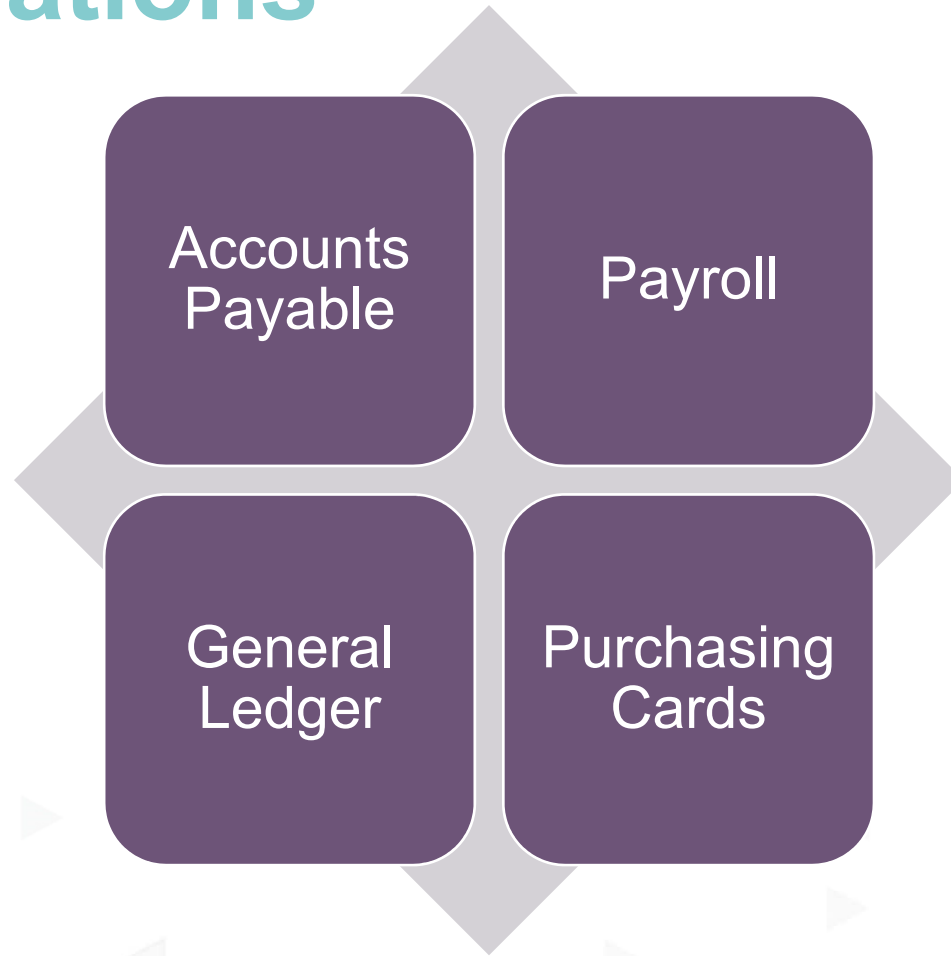 Accounts
Payable
Payroll
General
Ledger
Purchasing
Cards